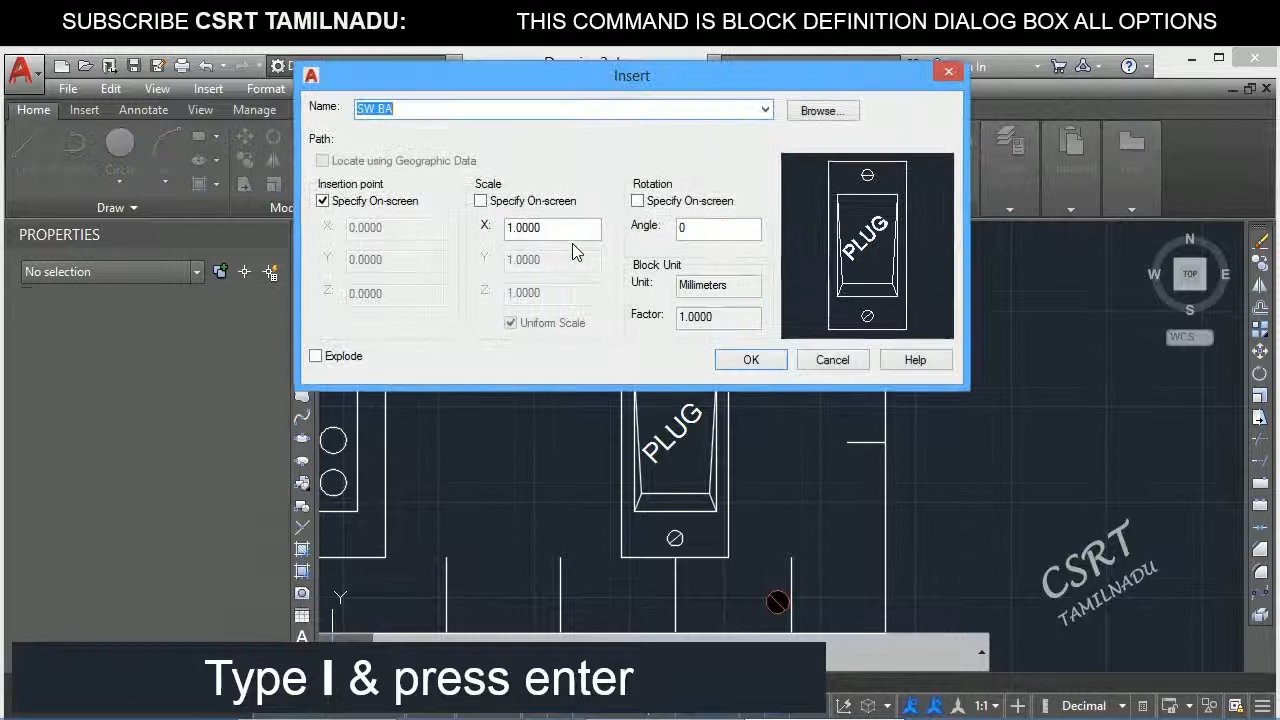 SUBSCRIBE CSRT TAMILNADU: THIS COMMAND IS BLOCK DEFINITION DIALOG BOX ALL OPTIONS
Insert
File Edit View Insert Format
Home Insert Annotate
Name: SW BA Browse...
Path:
Locate using Geographic Data
Insertion point Scale Rotation
Specify On-screen Specify On-screen Specify On-screen
X: 0.0000 X: 1.0000 Angle: 0
Y: 0.0000 Y: 1.0000
Block Unit
Unit: Millimeters
Z: 0.0000 Z: 1.0000
Factor: 1.0000
Uniform Scale
Explode
OK Cancel Help
PLUG
Circle
Draw
PROPERTIES
No selection
N
W TOP E
S
WCS
PLUG
CSRT
TAMILNADU
Y
Type I & press enter
1:1 Decimal